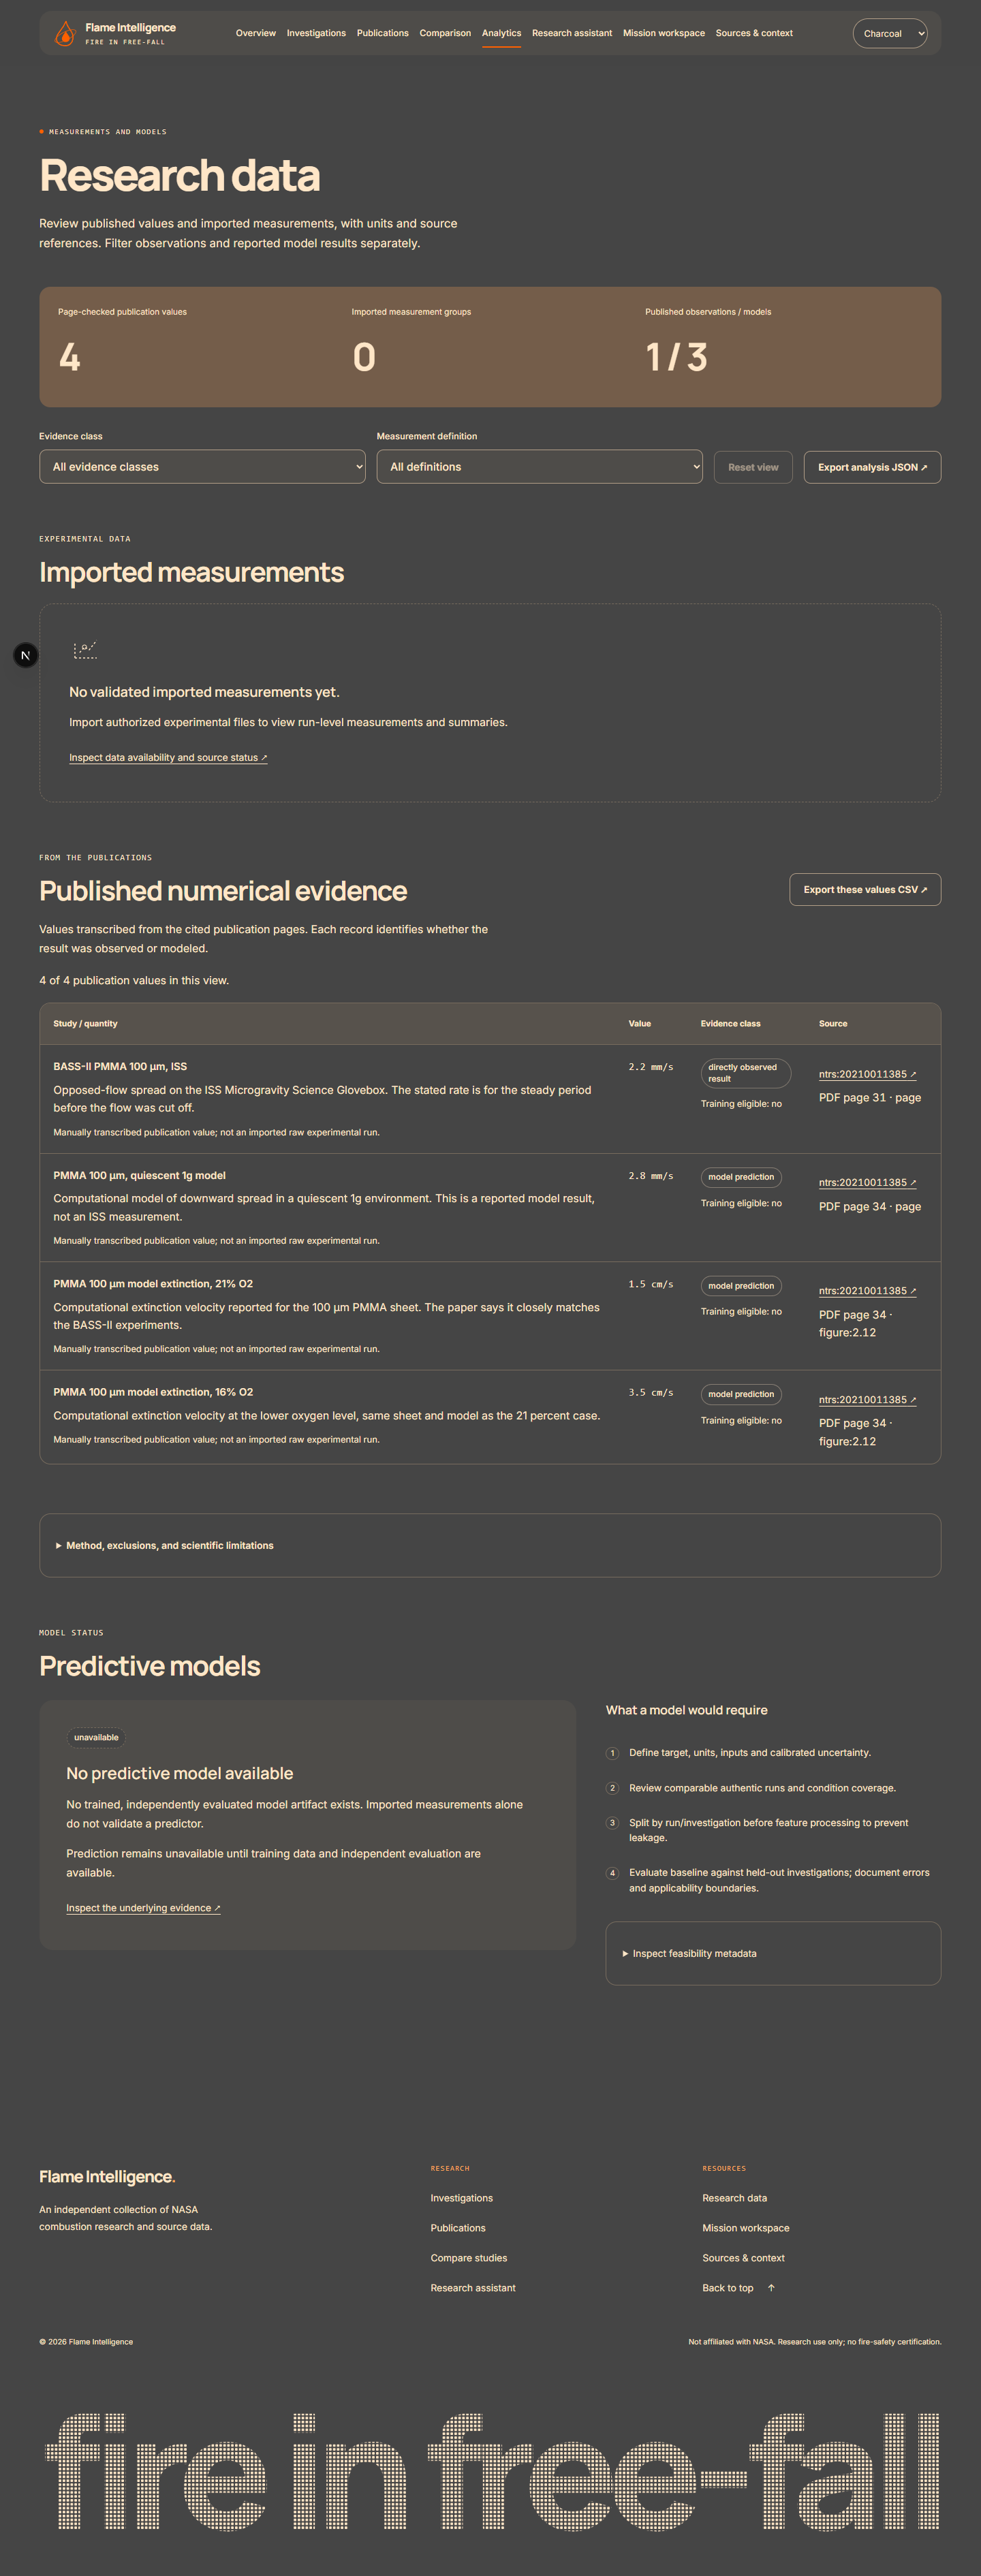 Flame Intelligence
FIRE IN FREE-FALL
Overview Investigations Publications Comparison Analytics Research assistant Mission workspace Sources & context
Charcoal
MEASUREMENTS AND MODELS
Research data
Review published values and imported measurements, with units and source
references. Filter observations and reported model results separately.
Page-checked publication values
4
Imported measurement groups
0
Published observations / models
1 / 3
Evidence class
All evidence classes
Measurement definition
All definitions
Reset view
Export analysis JSON ↗
EXPERIMENTAL DATA
Imported measurements
N
No validated imported measurements yet.
Import authorized experimental files to view run-level measurements and summaries.
Inspect data availability and source status ↗
FROM THE PUBLICATIONS
Published numerical evidence
Export these values CSV ↗
Values transcribed from the cited publication pages. Each record identifies whether the
result was observed or modeled.
4 of 4 publication values in this view.
Study / quantity Value Evidence class Source
BASS-II PMMA 100 µm, ISS
Opposed-flow spread on the ISS Microgravity Science Glovebox. The stated rate is for the steady period
before the flow was cut off.
Manually transcribed publication value; not an imported raw experimental run.
2.2 mm/s
directly observed
result
Training eligible: no
ntrs:20210011385 ↗
PDF page 31 · page
PMMA 100 µm, quiescent 1g model
Computational model of downward spread in a quiescent 1g environment. This is a reported model result,
not an ISS measurement.
Manually transcribed publication value; not an imported raw experimental run.
2.8 mm/s
model prediction
Training eligible: no
ntrs:20210011385 ↗
PDF page 34 · page
PMMA 100 µm model extinction, 21% O2
Computational extinction velocity reported for the 100 µm PMMA sheet. The paper says it closely matches
the BASS-II experiments.
Manually transcribed publication value; not an imported raw experimental run.
1.5 cm/s
model prediction
Training eligible: no
ntrs:20210011385 ↗
PDF page 34 ·
figure:2.12
PMMA 100 µm model extinction, 16% O2
Computational extinction velocity at the lower oxygen level, same sheet and model as the 21 percent case.
Manually transcribed publication value; not an imported raw experimental run.
3.5 cm/s
model prediction
Training eligible: no
ntrs:20210011385 ↗
PDF page 34 ·
figure:2.12
▶ Method, exclusions, and scientific limitations
MODEL STATUS
Predictive models
unavailable
No predictive model available
No trained, independently evaluated model artifact exists. Imported measurements alone
do not validate a predictor.
Prediction remains unavailable until training data and independent evaluation are
available.
Inspect the underlying evidence ↗
What a model would require
1 Define target, units, inputs and calibrated uncertainty.
2 Review comparable authentic runs and condition coverage.
3 Split by run/investigation before feature processing to prevent
leakage.
4 Evaluate baseline against held-out investigations; document errors
and applicability boundaries.
▶ Inspect feasibility metadata
Flame Intelligence.
An independent collection of NASA
combustion research and source data.
RESEARCH
Investigations
Publications
Compare studies
Research assistant
RESOURCES
Research data
Mission workspace
Sources & context
Back to top ↑
© 2026 Flame Intelligence
Not affiliated with NASA. Research use only; no fire-safety certification.
fire in free-fall